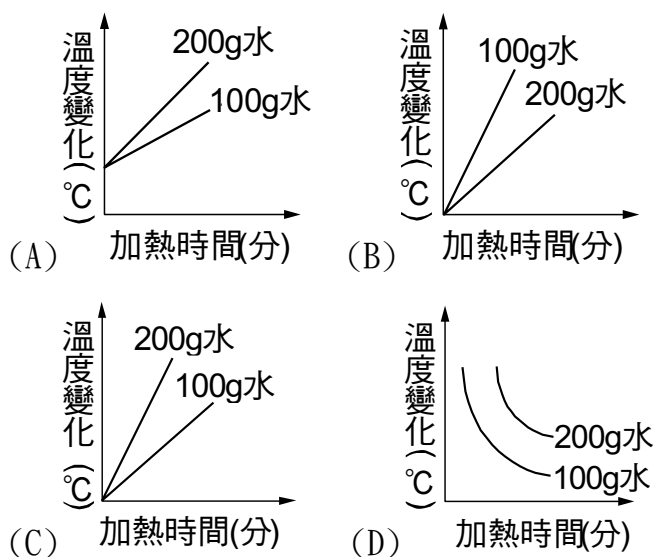 溫度變化(℃)
200g水
100g水
(A) 加熱時間(分)
溫度變化(℃)
100g水
200g水
(B) 加熱時間(分)
溫度變化(℃)
200g水
100g水
(C) 加熱時間(分)
溫度變化(℃)
200g水
100g水
(D) 加熱時間(分)